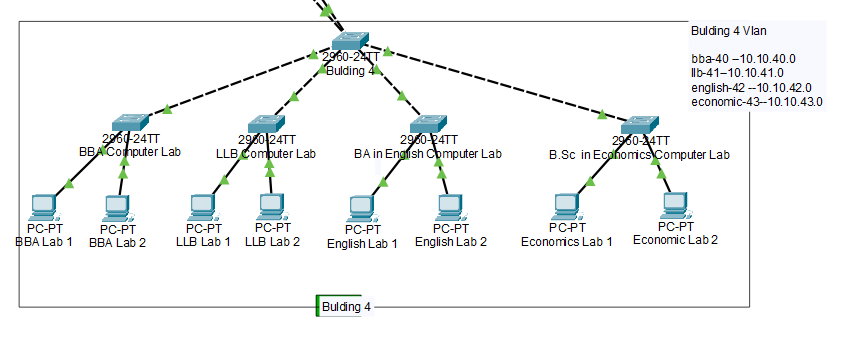 2960-24TT
Bulding 4
Bulding 4 Vlan
bba-40 --10.10.40.0
llb-41--10.10.41.0
english-42 --10.10.42.0
economic-43--10.10.43.0
2960-24TT
BBA Computer Lab
2960-24TT
LLB Computer Lab
2960-24TT
BA in English Computer Lab
2960-24TT
B.Sc in Economics Computer Lab
PC-PT
BBA Lab 1
PC-PT
BBA Lab 2
PC-PT
LLB Lab 1
PC-PT
LLB Lab 2
PC-PT
English Lab 1
PC-PT
English Lab 2
PC-PT
Economics Lab 1
PC-PT
Economic Lab 2
Bulding 4